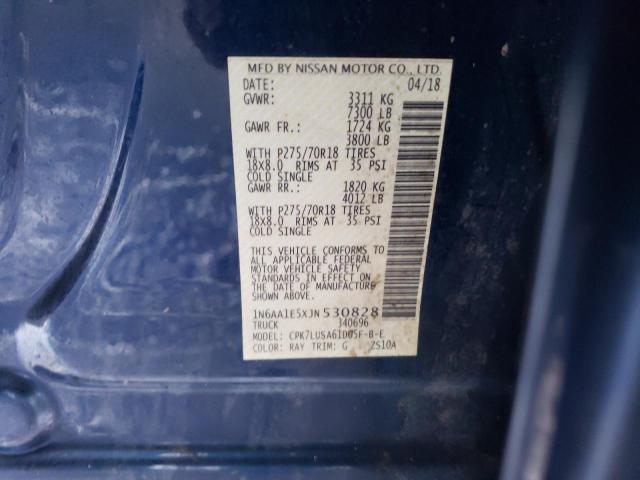 MFD BY NISSAN MOTOR CO., LTD.
DATE: 04/18
GVWR: 3311 KG
7300 LB
GAWR FR.: 1724 KG
3800 LB
WITH P275/70R18 TIRES
18X8.0 RIMS AT 35 PSI
COLD SINGLE
GAWR RR.: 1820 KG
4012 LB
WITH P275/70R18 TIRES
18X8.0 RIMS AT 35 PSI
COLD SINGLE
THIS VEHICLE CONFORMS TO
ALL APPLICABLE FEDERAL
MOTOR VEHICLE SAFETY
STANDARDS IN EFFECT ON
THE DATE OF MANUFACTURE
SHOWN ABOVE
1N6AA1E5XJN530828
TRUCK 340696
MODEL: CPK7LUSA6ID05F-B-E
COLOR: RAY TRIM: G ZS10A